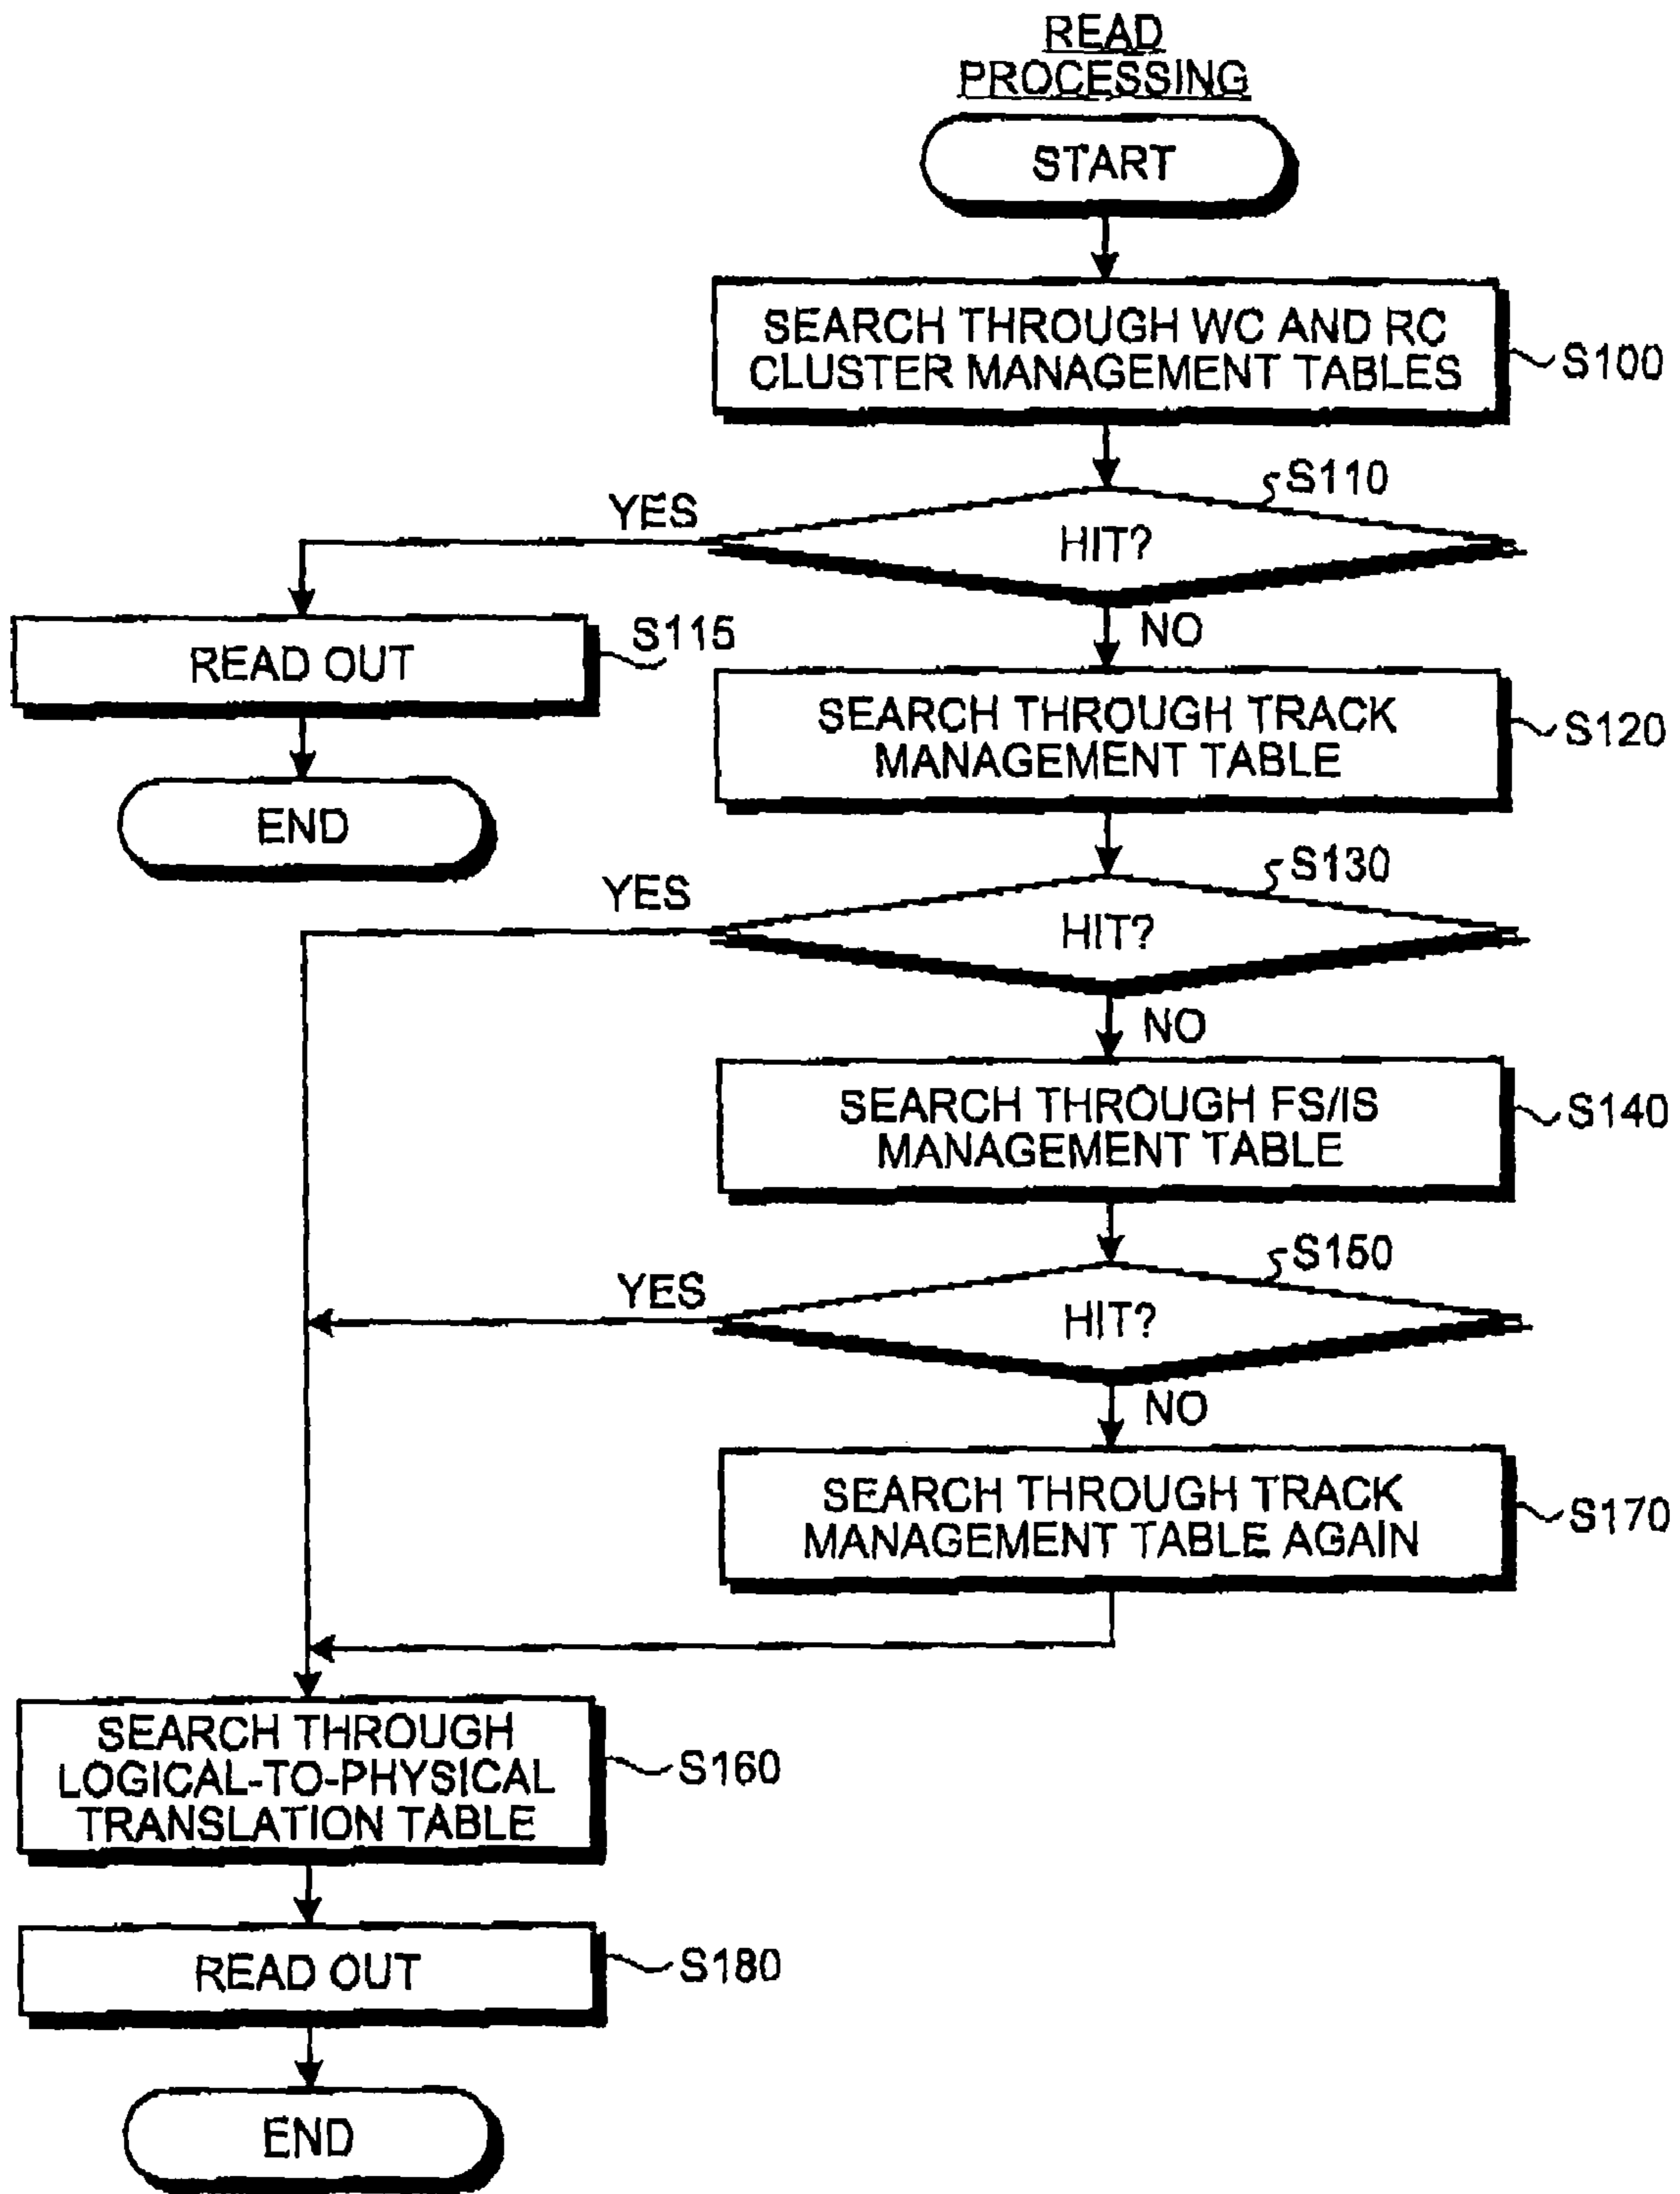 READ
PROCESSING
START
SEARCH THROUGH WC AND RC
CLUSTER MANAGEMENT TABLES
S100
S110
YES
HIT?
READ OUT
S115
NO
SEARCH THROUGH TRACK
MANAGEMENT TABLE
S120
END
S130
YES
HIT?
NO
SEARCH THROUGH FS/IS
MANAGEMENT TABLE
S140
S150
YES
HIT?
NO
SEARCH THROUGH TRACK
MANAGEMENT TABLE AGAIN
S170
SEARCH THROUGH
LOGICAL-TO-PHYSICAL
TRANSLATION TABLE
S160
READ OUT
S180
END